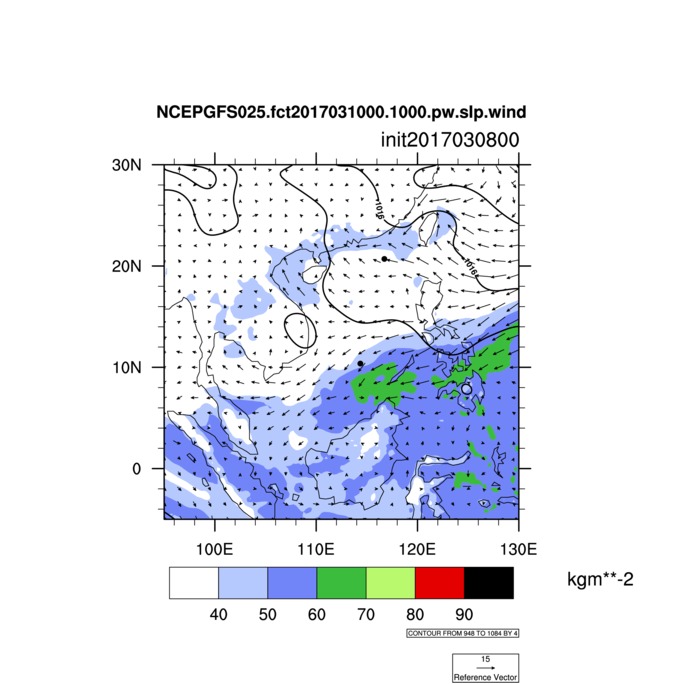 NCEPGFS025.fct2017031000.1000.pw.slp.wind
init2017030800
30N
20N
10N
0
1016
1016
100E
110E
120E
130E
kgm**-2
40
50
60
70
80
90
CONTOUR FROM 948 TO 1084 BY 4
15
Reference Vector